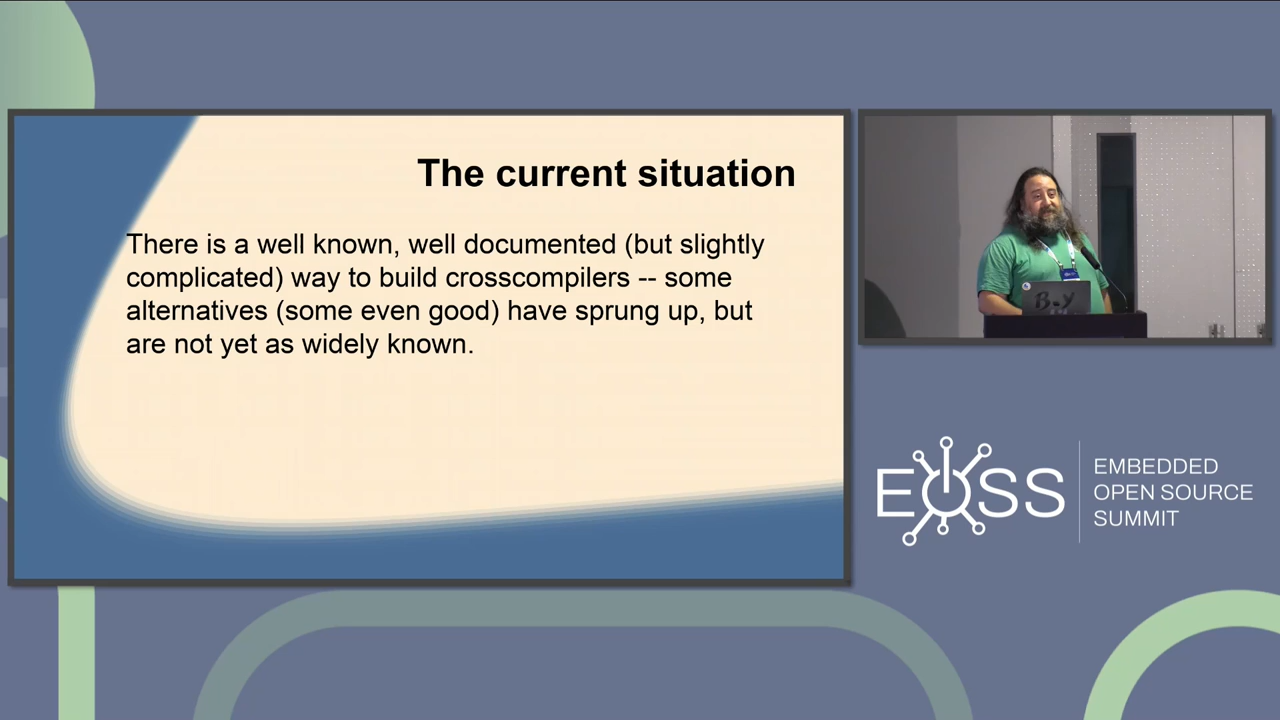 The current situation
There is a well known, well documented (but slightly
complicated) way to build crosscompilers -- some
alternatives (some even good) have sprung up, but
are not yet as widely known.
EOSS
EMBEDDED
OPEN SOURCE
SUMMIT